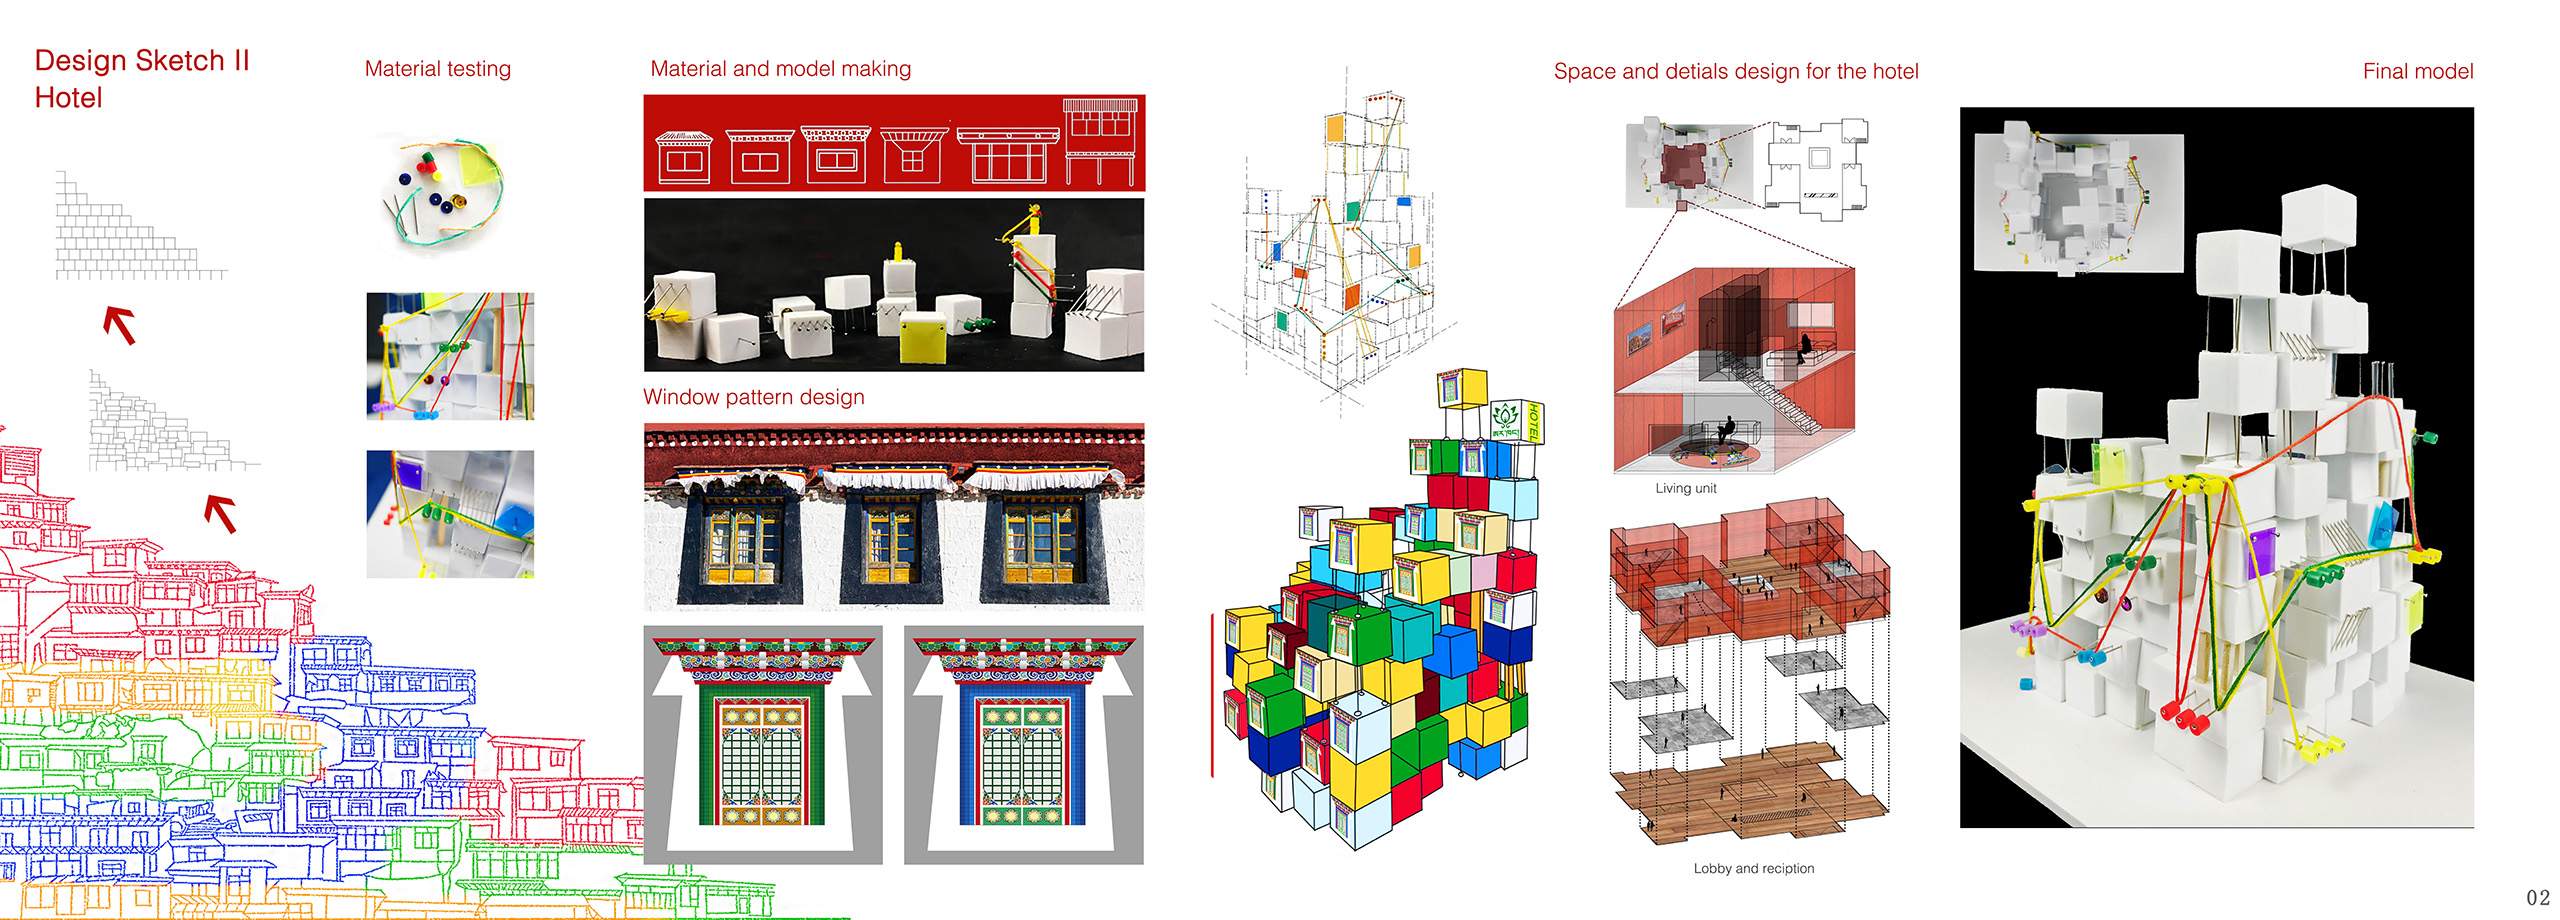 Design Sketch II
Hotel
Material testing
Material and model making
Window pattern design
HOTEL
Space and detials design for the hotel
Living unit
Lobby and reciption
Final model
02